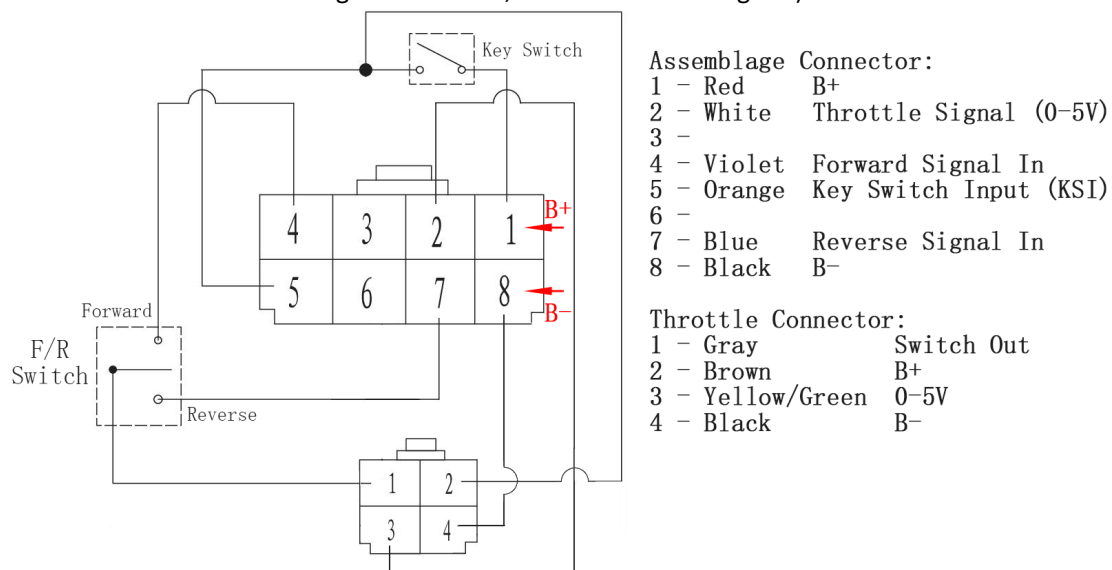 Key Switch
4 3 2 1
B+
5 6 7 8
B-
Forward
F/R
Switch
Reverse
1 2
3 4
Assemblage Connector:
1 - Red B+
2 - White Throttle Signal (0-5V)
3 -
4 - Violet Forward Signal In
5 - Orange Key Switch Input (KSI)
6 -
7 - Blue Reverse Signal In
8 - Black B-
Throttle Connector:
1 - Gray Switch Out
2 - Brown B+
3 - Yellow/Green 0-5V
4 - Black B-